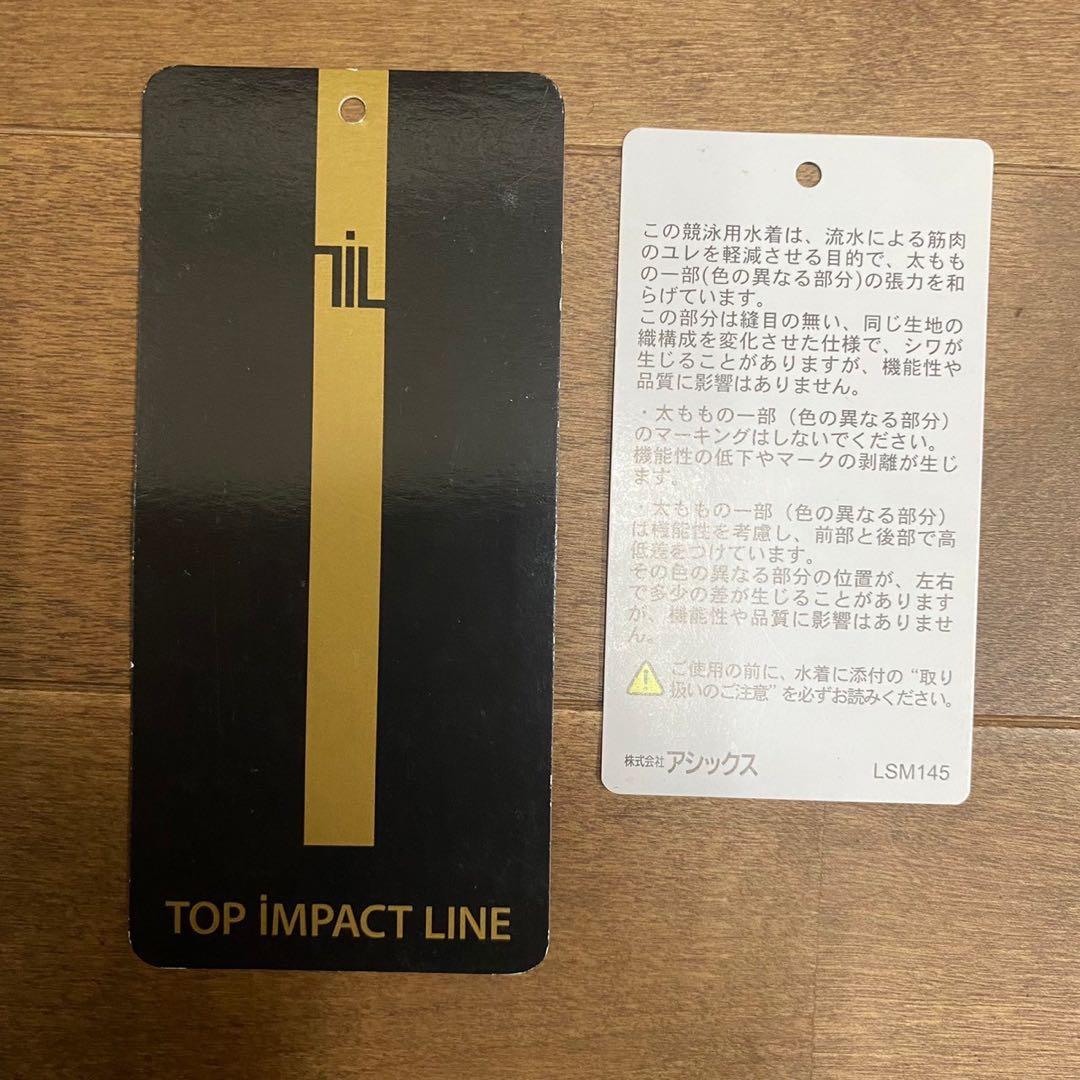 TiL
TOP iMPACT LINE
この競泳用水着は、流水による筋肉
のユレを軽減させる目的で、太もも
の一部(色の異なる部分)の張力を和
らげています。
この部分は縫目の無い、同じ生地の
織構成を変化させた仕様で、シワが
生じることがありますが、機能性や
品質に影響はありません。
・太ももの一部（色の異なる部分）
のマーキングはしないでください。
機能性の低下やマークの剥離が生じ
ます。
・太ももの一部（色の異なる部分）
は機能性を考慮し、前部と後部で高
低差をつけています。
その色の異なる部分の位置が、左右
で多少の差が生じることがあります
が、機能性や品質に影響はありませ
ん。
ご使用の前に、水着に添付の“取り
扱いのご注意”を必ずお読みください。
株式会社アシックス
LSM145